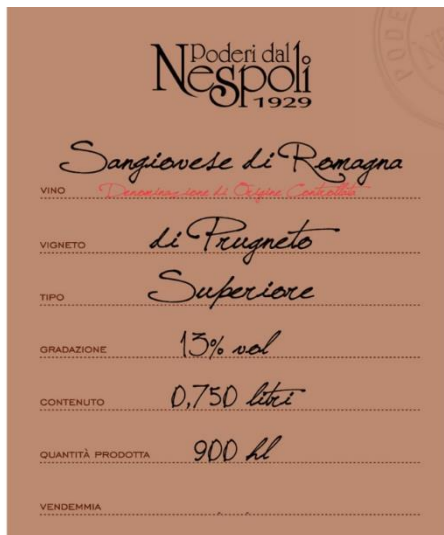 Poderi dal
Nespoli
1929
Sangiovese di Romagna
VINO
Denominazione di Origine Controllata
VIGNETO di Prugneto
TIPO Superiore
GRADAZIONE 13% vol
CONTENUTO 0,750 litri
QUANTITÀ PRODOTTA 900 hl
VENDEMMIA